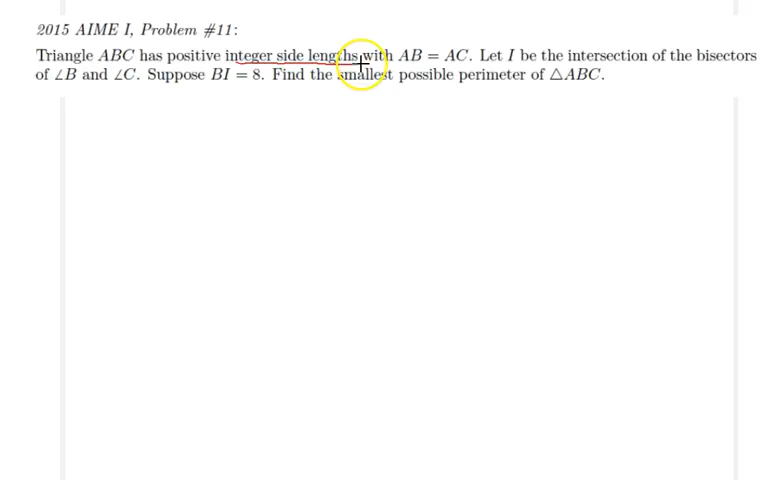 2015 AIME I, Problem #11:
Triangle ABC has positive integer side lengths with AB = AC. Let I be the intersection of the bisectors
of ∠B and ∠C. Suppose BI = 8. Find the smallest possible perimeter of △ABC.